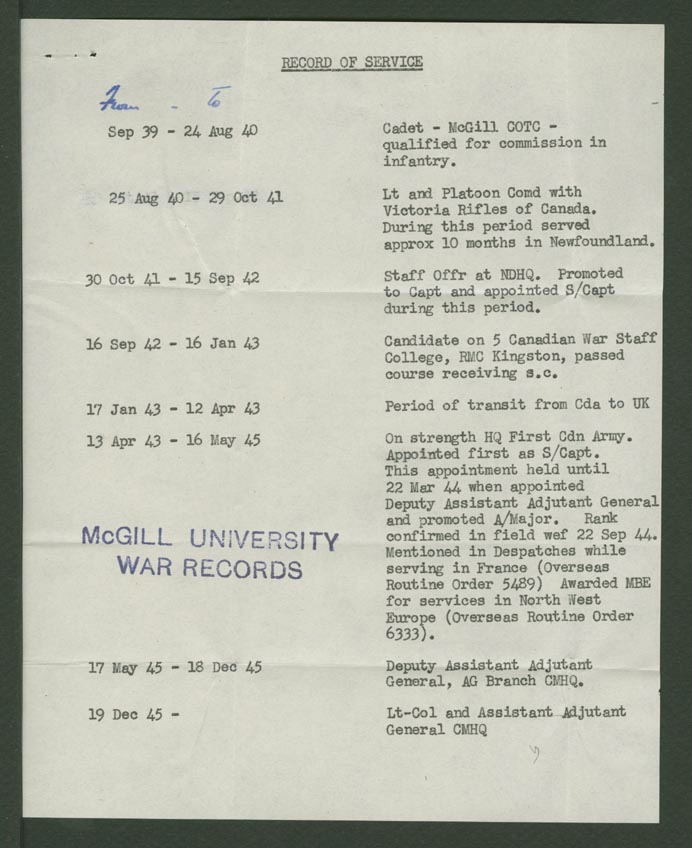 RECORD OF SERVICE
From - To
Sep 39 - 24 Aug 40
Cadet - McGill COTC -
qualified for commission in
infantry.
25 Aug 40 - 29 Oct 41
Lt and Platoon Comd with
Victoria Rifles of Canada.
During this period served
approx 10 months in Newfoundland.
30 Oct 41 - 15 Sep 42
Staff Offr at NDHQ. Promoted
to Capt and appointed S/Capt
during this period.
16 Sep 42 - 16 Jan 43
Candidate on 5 Canadian War Staff
College, RMC Kingston, passed
course receiving s.c.
17 Jan 43 - 12 Apr 43
Period of transit from Cda to UK
13 Apr 43 - 16 May 45
On strength HQ First Cdn Army.
Appointed first as S/Capt.
This appointment held until
22 Mar 44 when appointed
Deputy Assistant Adjutant General
and promoted A/Major. Rank
confirmed in field wef 22 Sep 44.
Mentioned in Despatches while
serving in France (Overseas
Routine Order 5489) Awarded MBE
for services in North West
Europe (Overseas Routine Order
6333).
McGILL UNIVERSITY
WAR RECORDS
17 May 45 - 18 Dec 45
Deputy Assistant Adjutant
General, AG Branch CMHQ.
19 Dec 45 -
Lt-Col and Assistant Adjutant
General CMHQ